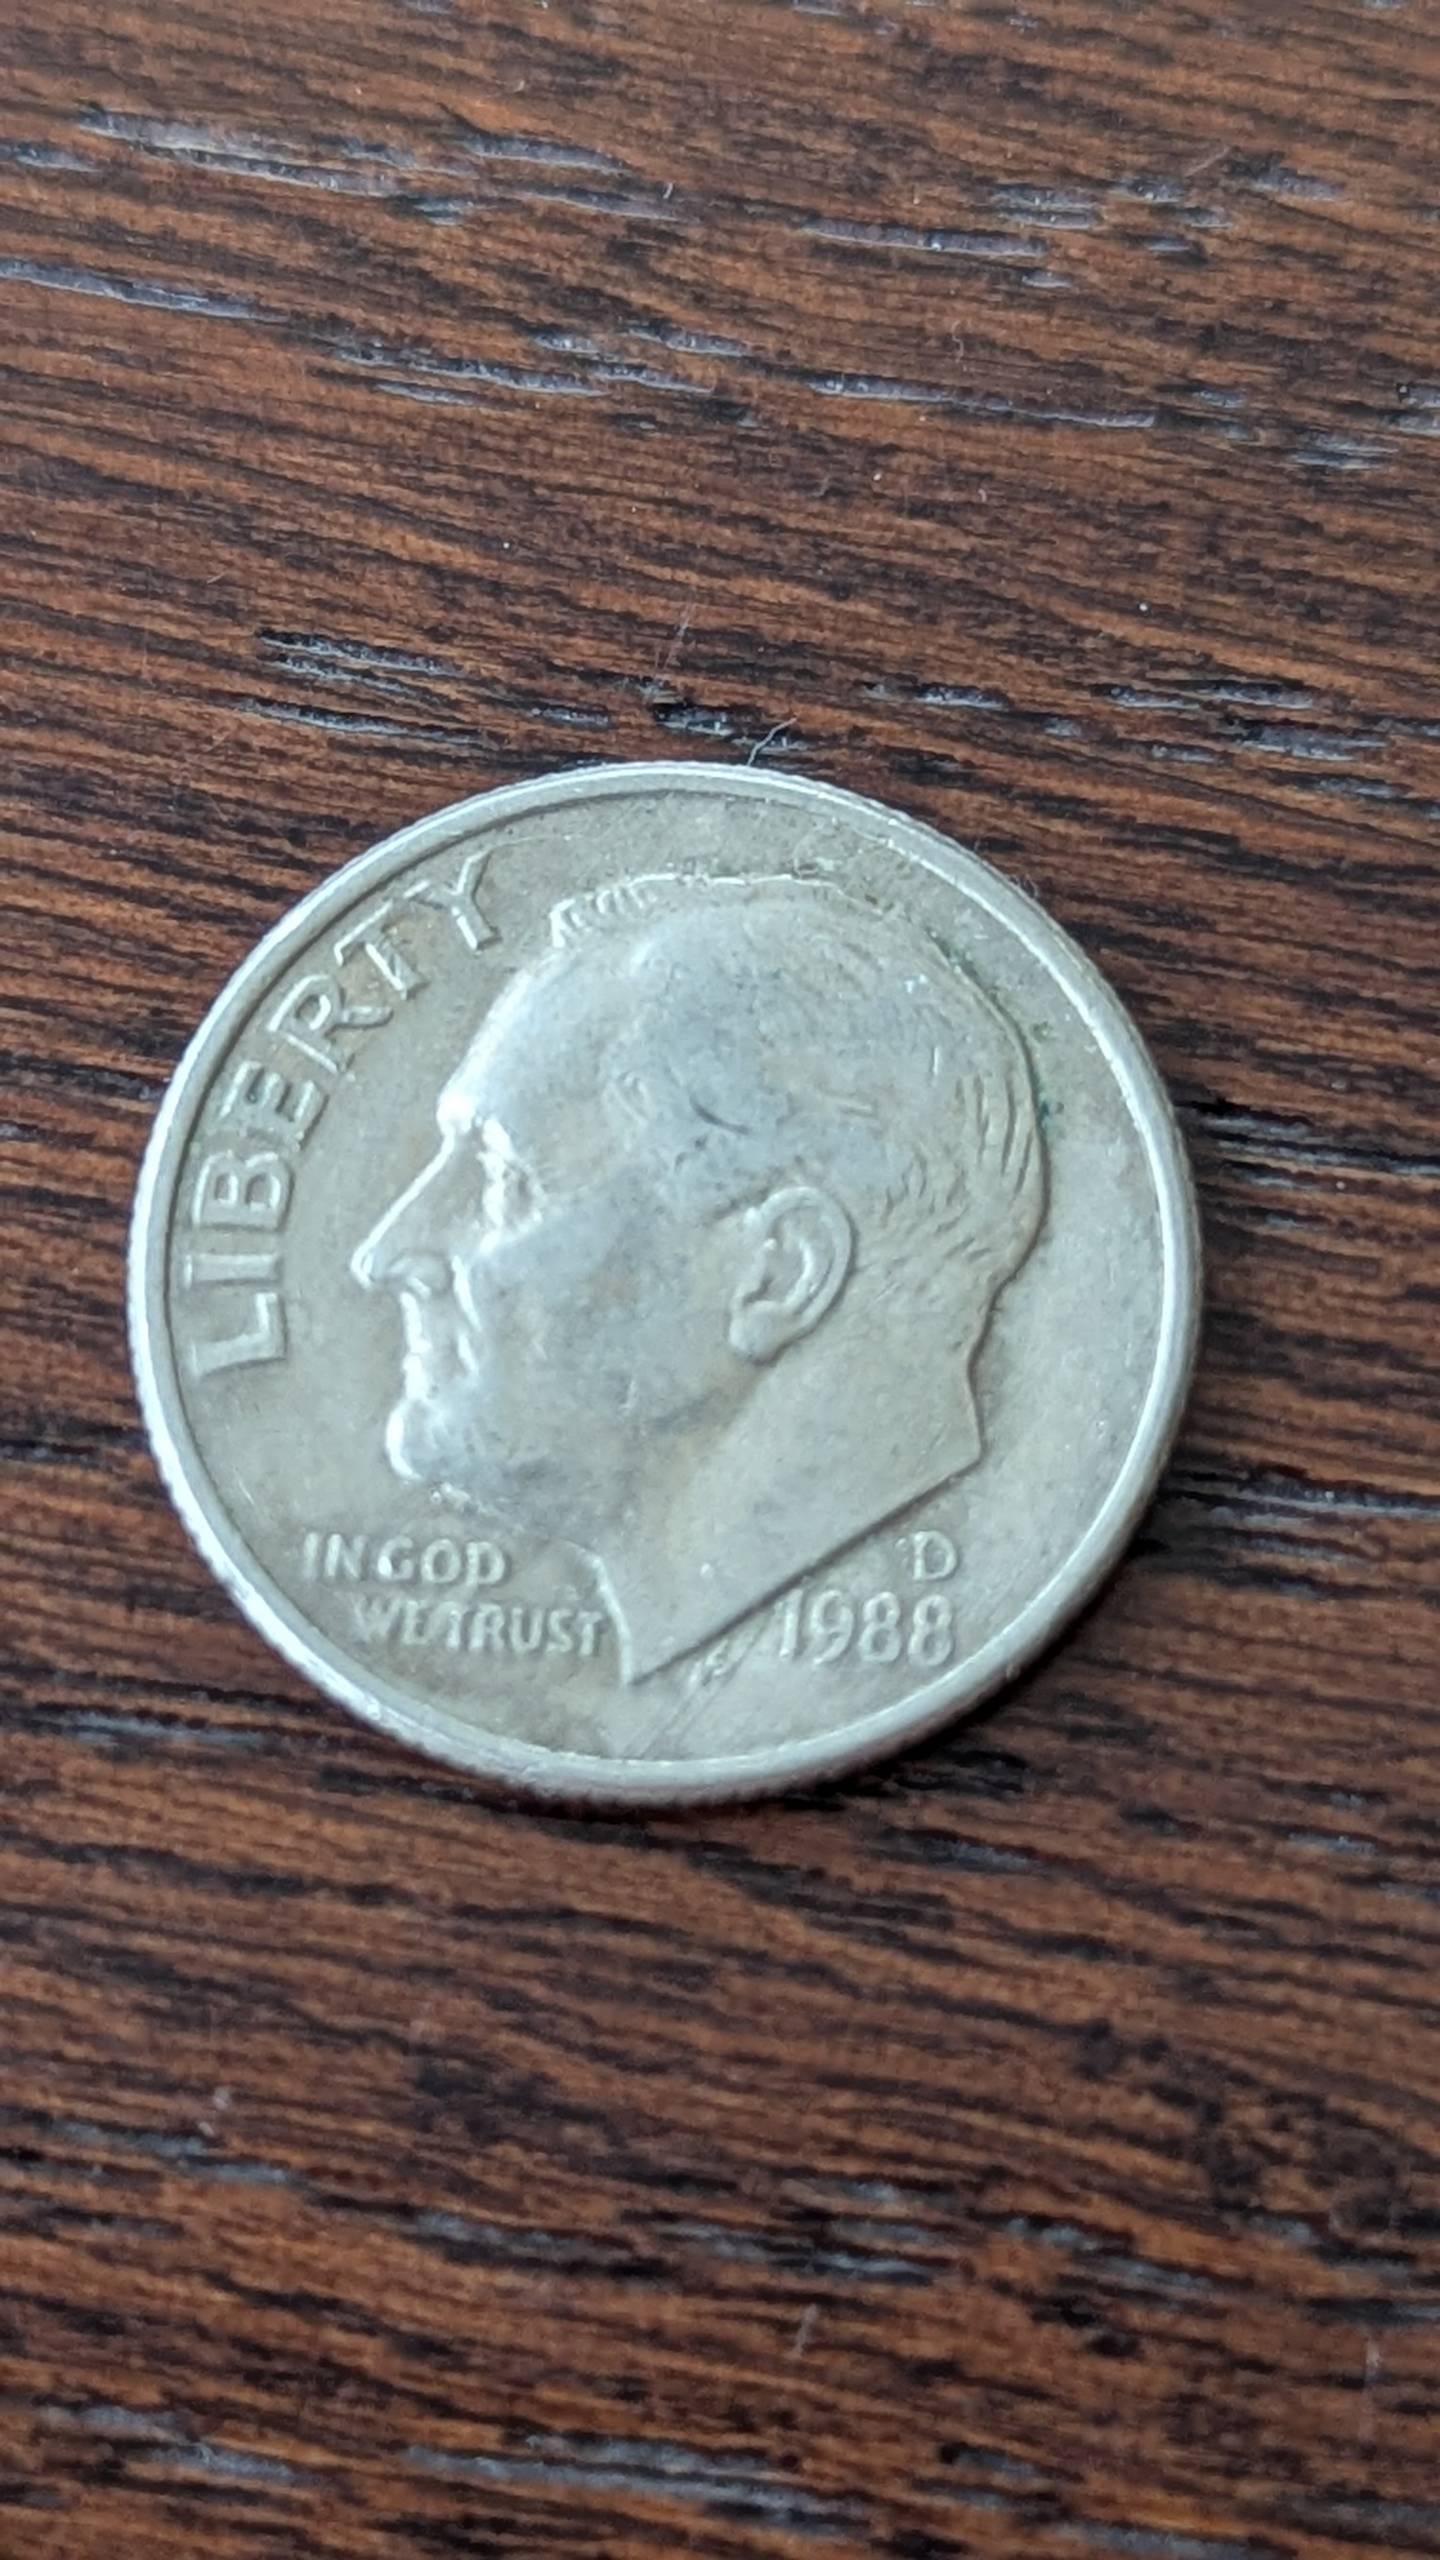 LIBERTY
IN GOD
WE TRUST
D
1988